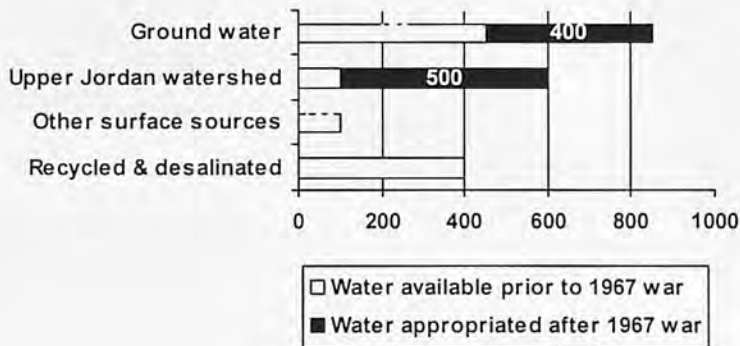 Ground water
400
Upper Jordan watershed
500
Other surface sources
Recycled & desalinated
0 200 400 600 800 1000
Water available prior to 1967 war
Water appropriated after 1967 war